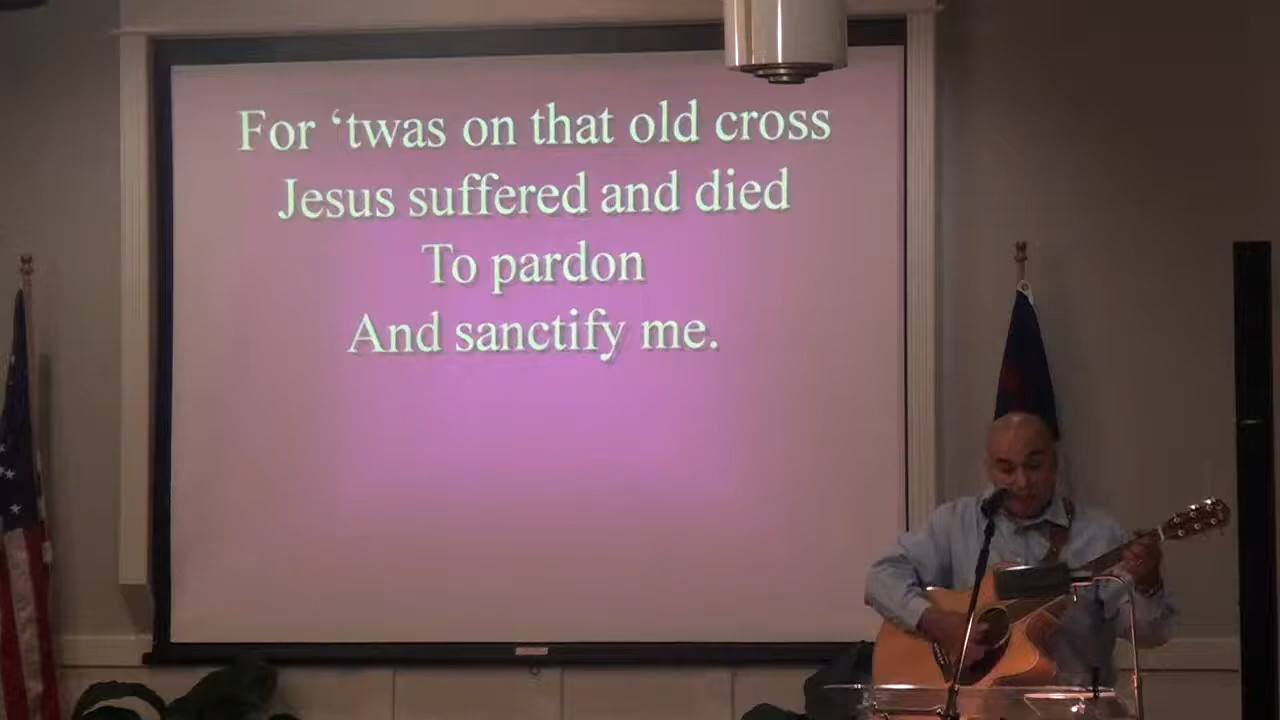 For ‘twas on that old cross
Jesus suffered and died
To pardon
And sanctify me.